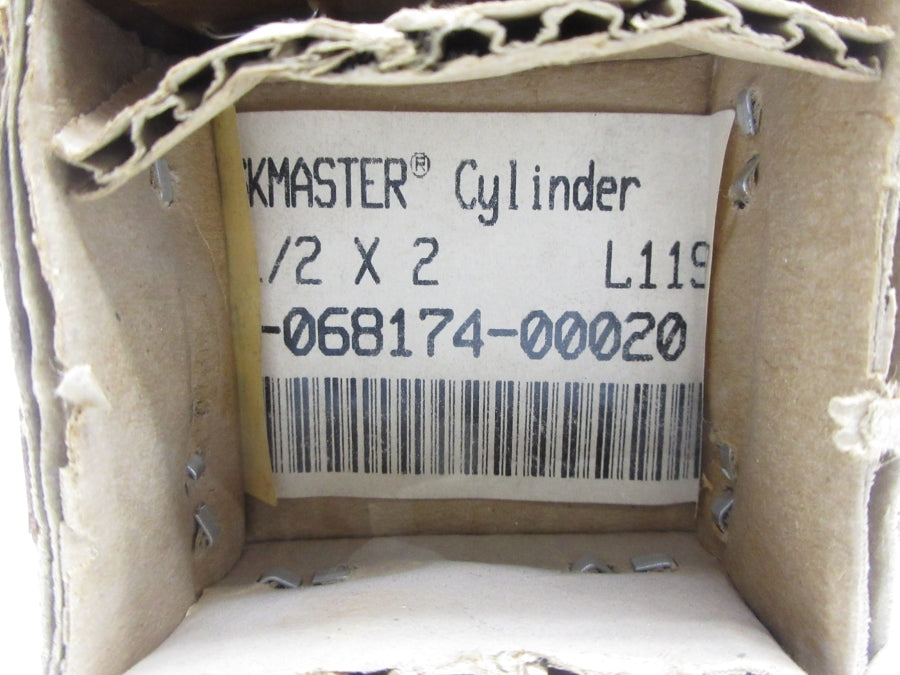 KMASTER® Cylinder
/2 X 2 L119
-068174-00020